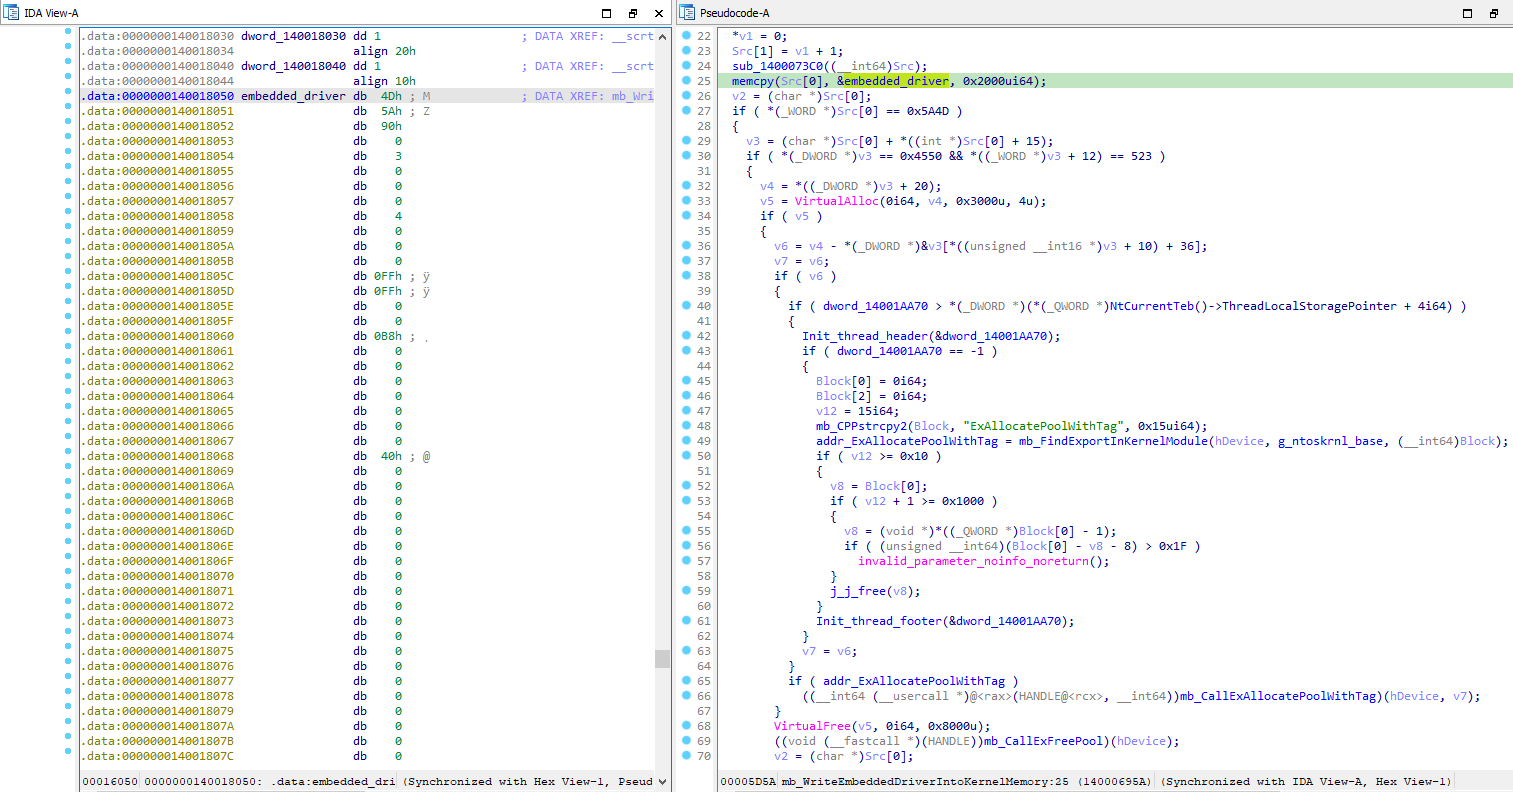 IDA View-A
.data:0000000140018030 dword_140018030 dd 1 ; DATA XREF: __scrt
.data:0000000140018034 align 20h
.data:0000000140018040 dword_140018040 dd 1 ; DATA XREF: __scrt
.data:0000000140018044 align 10h
.data:0000000140018050 embedded_driver db 4Dh ; M ; DATA XREF: mb_Wri
.data:0000000140018051 db 5Ah ; Z
.data:0000000140018052 db 90h
.data:0000000140018053 db 0
.data:0000000140018054 db 3
.data:0000000140018055 db 0
.data:0000000140018056 db 0
.data:0000000140018057 db 0
.data:0000000140018058 db 4
.data:0000000140018059 db 0
.data:000000014001805A db 0
.data:000000014001805B db 0
.data:000000014001805C db 0FFh ; ÿ
.data:000000014001805D db 0FFh ; ÿ
.data:000000014001805E db 0
.data:000000014001805F db 0
.data:0000000140018060 db 0B8h ; ¸
.data:0000000140018061 db 0
.data:0000000140018062 db 0
.data:0000000140018063 db 0
.data:0000000140018064 db 0
.data:0000000140018065 db 0
.data:0000000140018066 db 0
.data:0000000140018067 db 0
.data:0000000140018068 db 40h ; @
.data:0000000140018069 db 0
.data:000000014001806A db 0
.data:000000014001806B db 0
.data:000000014001806C db 0
.data:000000014001806D db 0
.data:000000014001806E db 0
.data:000000014001806F db 0
.data:0000000140018070 db 0
.data:0000000140018071 db 0
.data:0000000140018072 db 0
.data:0000000140018073 db 0
.data:0000000140018074 db 0
.data:0000000140018075 db 0
.data:0000000140018076 db 0
.data:0000000140018077 db 0
.data:0000000140018078 db 0
.data:0000000140018079 db 0
.data:000000014001807A db 0
.data:000000014001807B db 0
.data:000000014001807C db 0
00016050 0000000140018050: .data:embedded_dri (Synchronized with Hex View-1, Pseud
Pseudocode-A
22 *v1 = 0;
23 Src[1] = v1 + 1;
24 sub_1400073C0((__int64)Src);
25 memcpy(Src[0], &embedded_driver, 0x2000ui64);
26 v2 = (char *)Src[0];
27 if ( *(_WORD *)Src[0] == 0x5A4D )
28 {
29 v3 = (char *)Src[0] + *((int *)Src[0] + 15);
30 if ( *(_DWORD *)v3 == 0x4550 && *((_WORD *)v3 + 12) == 523 )
31 {
32 v4 = *((_DWORD *)v3 + 20);
33 v5 = VirtualAlloc(0i64, v4, 0x3000u, 4u);
34 if ( v5 )
35 {
36 v6 = v4 - *(_DWORD *)&v3[*((unsigned __int16 *)v3 + 10) + 36];
37 v7 = v6;
38 if ( v6 )
39 {
40 if ( dword_14001AA70 > *(_DWORD *)(*(_QWORD *)NtCurrentTeb()->ThreadLocalStoragePointer + 4i64) )
41 {
42 Init_thread_header(&dword_14001AA70);
43 if ( dword_14001AA70 == -1 )
44 {
45 Block[0] = 0i64;
46 Block[2] = 0i64;
47 v12 = 15i64;
48 mb_CPPstrcpy2(Block, "ExAllocatePoolWithTag", 0x15ui64);
49 addr_ExAllocatePoolWithTag = mb_FindExportInKernelModule(hDevice, g_ntoskrnl_base, (__int64)Block);
50 if ( v12 >= 0x10 )
51 {
52 v8 = Block[0];
53 if ( v12 + 1 >= 0x1000 )
54 {
55 v8 = (void *)*((_QWORD *)Block[0] - 1);
56 if ( (unsigned __int64)(Block[0] - v8 - 8) > 0x1F )
57 invalid_parameter_noinfo_noreturn();
58 }
59 j_j_free(v8);
60 }
61 Init_thread_footer(&dword_14001AA70);
62 }
63 v7 = v6;
64 }
65 if ( addr_ExAllocatePoolWithTag )
66 ((__int64 (__usercall *)@<rax>(HANDLE@<rcx>, __int64))mb_CallExAllocatePoolWithTag)(hDevice, v7);
67 }
68 VirtualFree(v5, 0i64, 0x8000u);
69 ((void (__fastcall *)(HANDLE))mb_CallExFreePool)(hDevice);
70 v2 = (char *)Src[0];
00005D5A mb_WriteEmbeddedDriverIntoKernelMemory:25 (14000695A) (Synchronized with IDA View-A, Hex View-1)